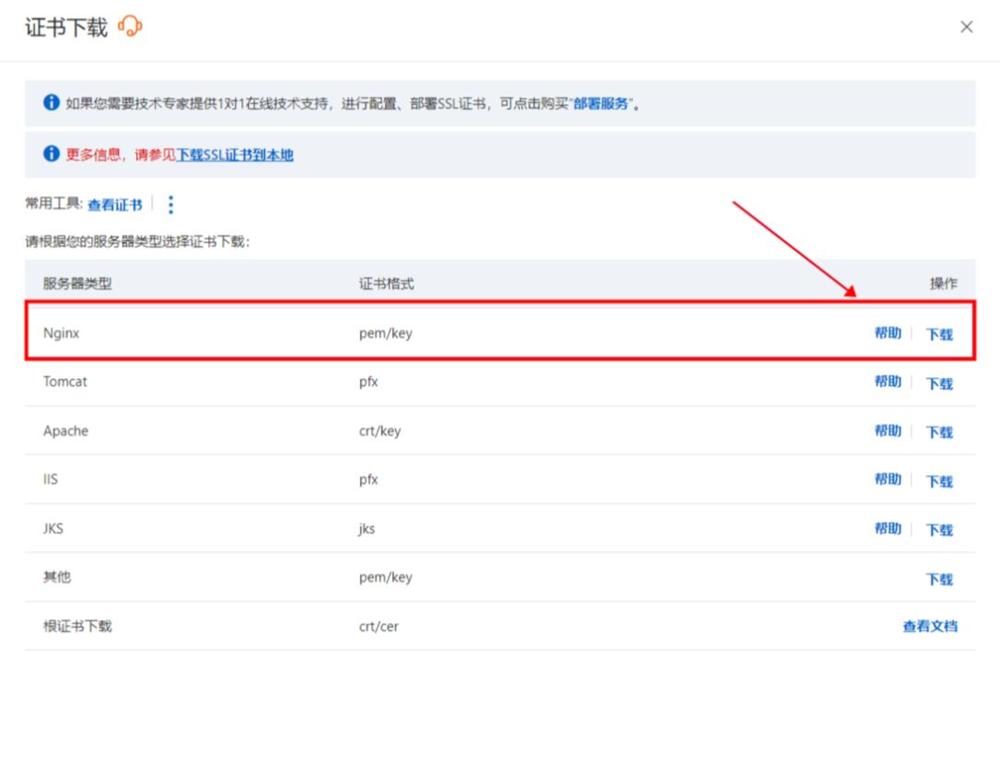 证书下载
如果您需要技术专家提供1对1在线技术支持，进行配置、部署SSL证书，可点击购买“部署服务”。
更多信息，请参见下载SSL证书到本地
常用工具: 查看证书
请根据您的服务器类型选择证书下载：
服务器类型 证书格式 操作
Nginx pem/key 帮助 下载
Tomcat pfx 帮助 下载
Apache crt/key 帮助 下载
IIS pfx 帮助 下载
JKS jks 帮助 下载
其他 pem/key 下载
根证书下载 crt/cer 查看文档